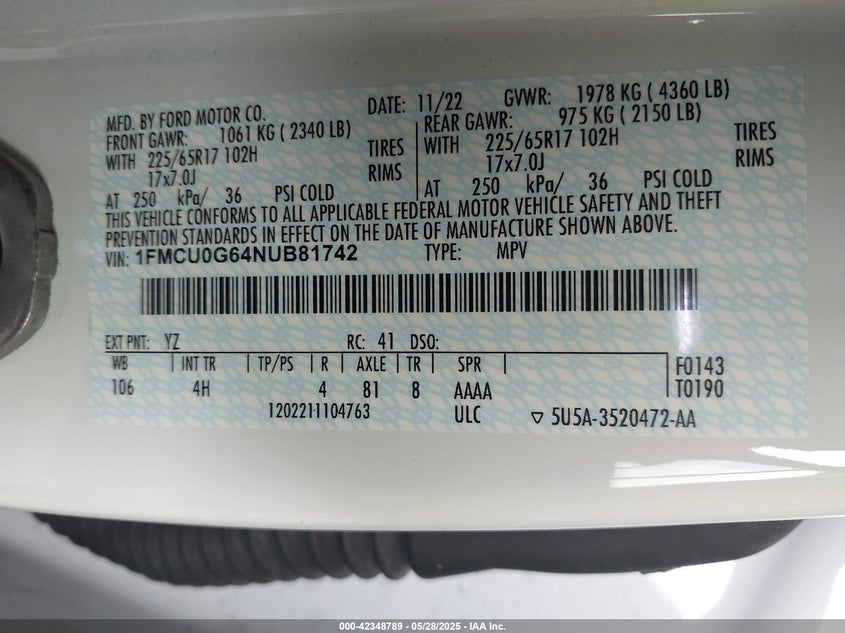 MFD. BY FORD MOTOR CO. DATE: 11/22 GVWR: 1978 KG ( 4360 LB)
FRONT GAWR: 1061 KG ( 2340 LB) REAR GAWR: 975 KG ( 2150 LB)
WITH 225/65R17 102H TIRES WITH 225/65R17 102H TIRES
17x7.0J RIMS 17x7.0J RIMS
AT 250 kPa/ 36 PSI COLD AT 250 kPa/ 36 PSI COLD
THIS VEHICLE CONFORMS TO ALL APPLICABLE FEDERAL MOTOR VEHICLE SAFETY AND THEFT
PREVENTION STANDARDS IN EFFECT ON THE DATE OF MANUFACTURE SHOWN ABOVE.
VIN: 1FMCU0G64NUB81742 TYPE: MPV
EXT PNT: YZ RC: 41 DSO:
WB INT TR TP/PS R AXLE TR SPR F0143
106 4H 4 81 8 AAAA T0190
1202211104763 ULC ▽ 5U5A-3520472-AA
000-42348789 - 05/28/2025 - IAA Inc.